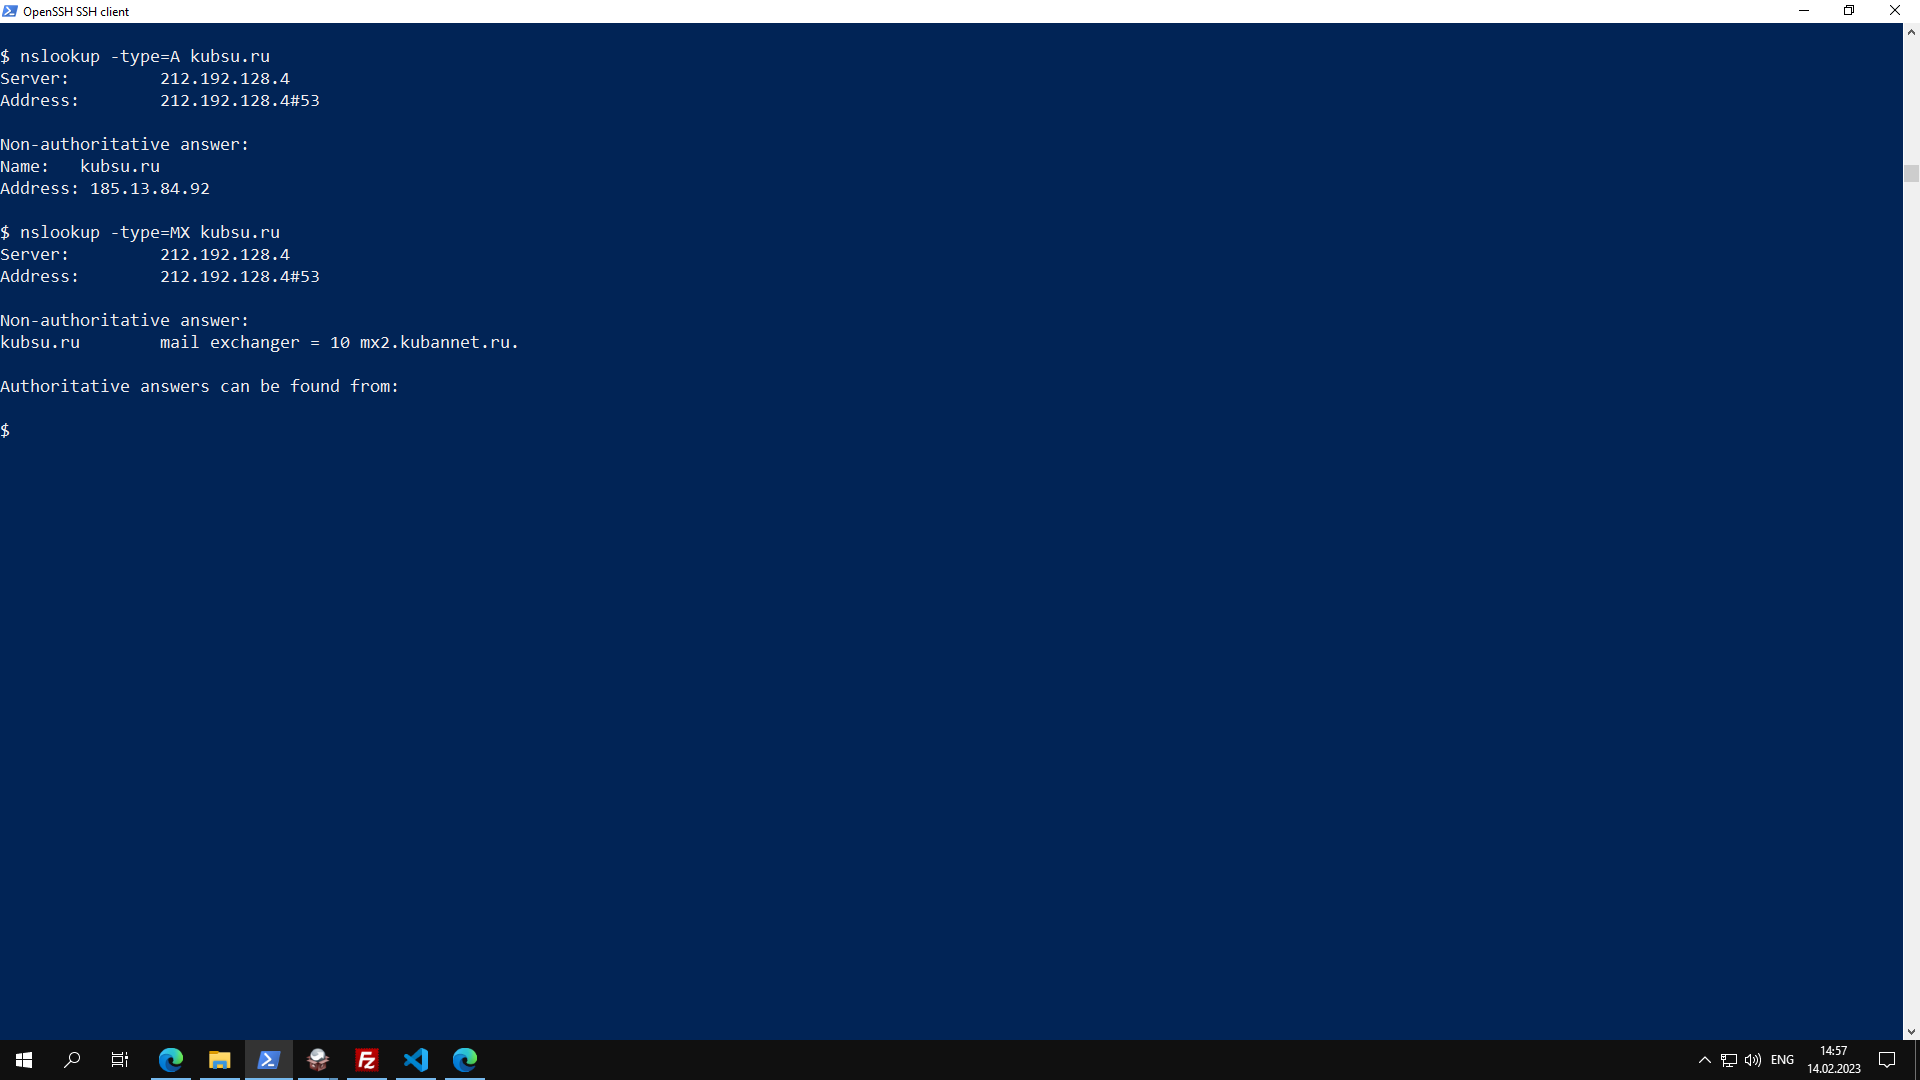 OpenSSH SSH client
$ nslookup -type=A kubsu.ru
Server:         212.192.128.4
Address:        212.192.128.4#53
Non-authoritative answer:
Name:   kubsu.ru
Address: 185.13.84.92
$ nslookup -type=MX kubsu.ru
Server:         212.192.128.4
Address:        212.192.128.4#53
Non-authoritative answer:
kubsu.ru        mail exchanger = 10 mx2.kubannet.ru.
Authoritative answers can be found from:
$
Fz
ENG
14:57
14.02.2023